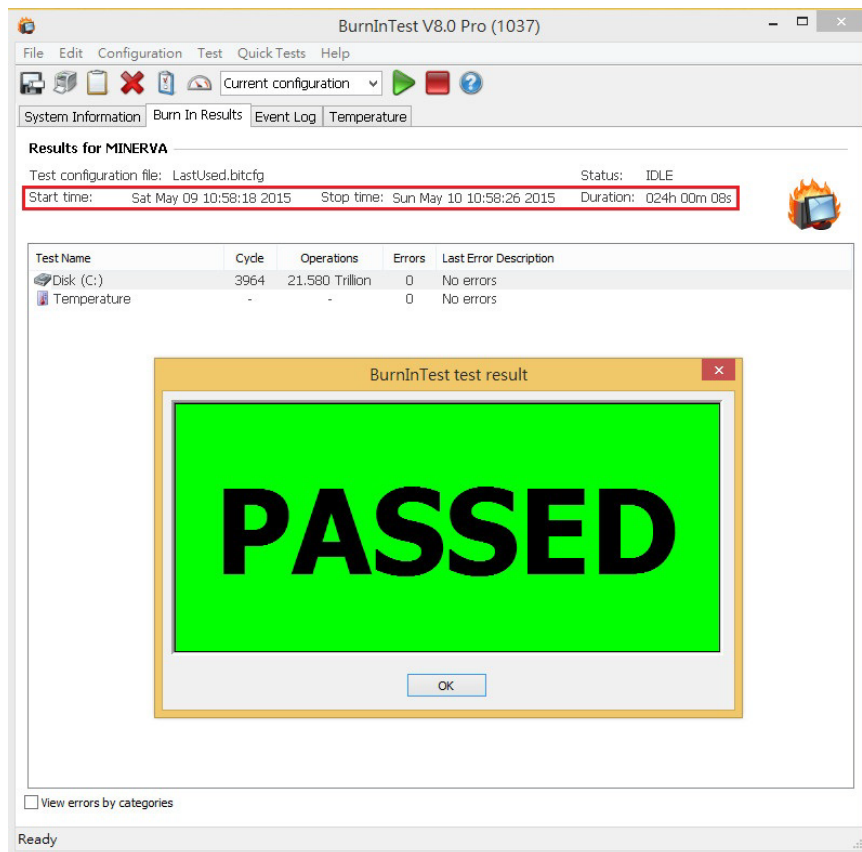 BurnInTest V8.0 Pro (1037)
File Edit Configuration Test Quick Tests Help
Current configuration
System Information Burn In Results Event Log Temperature
Results for MINERVA
Test configuration file: LastUsed.bitcfg Status: IDLE
Start time: Sat May 09 10:58:18 2015 Stop time: Sun May 10 10:58:26 2015 Duration: 024h 00m 08s
Test Name Cycle Operations Errors Last Error Description
Disk (C:) 3964 21.580 Trillion 0 No errors
Temperature - - 0 No errors
BurnInTest test result
PASSED
OK
View errors by categories
Ready